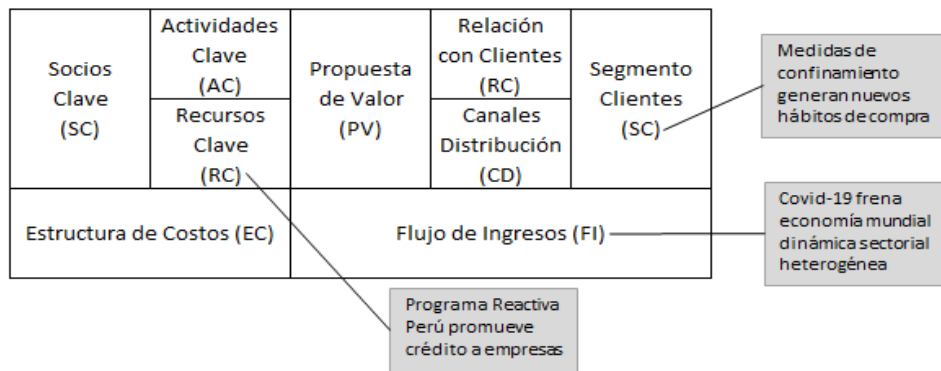 Socios
Clave
(SC)
Actividades
Clave
(AC)
Recursos
Clave
(RC)
Propuesta
de Valor
(PV)
Relación
con Clientes
(RC)
Canales
Distribución
(CD)
Segmento
Clientes
(SC)
Estructura de Costos (EC)
Flujo de Ingresos (FI)
Medidas de
confinamiento
generan nuevos
hábitos de compra
Covid-19 frena
economía mundial
dinámica sectorial
heterogénea
Programa Reactiva
Perú promueve
crédito a empresas